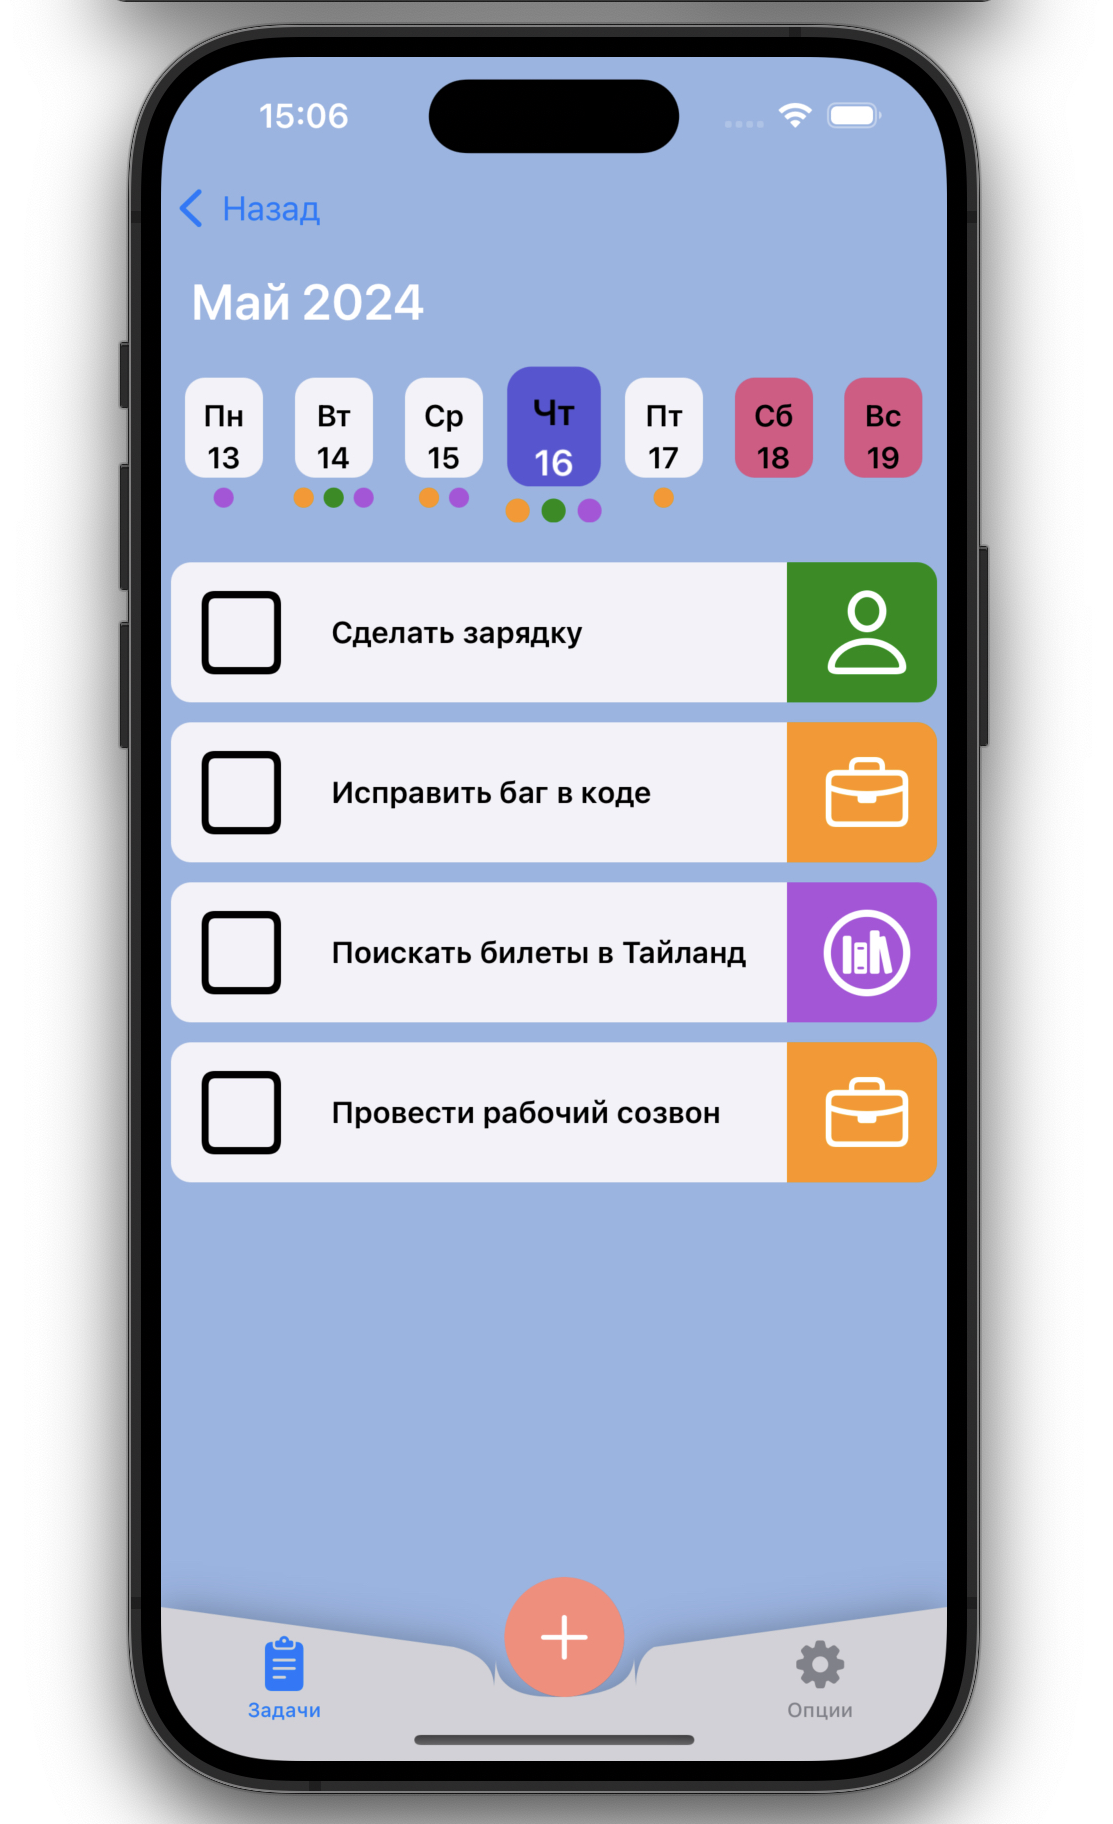 15:06
Назад
Май 2024
Пн Вт Ср Чт Пт Сб Вс
13 14 15 16 17 18 19
Сделать зарядку
Исправить баг в коде
Поискать билеты в Тайланд
Провести рабочий созвон
Задачи Опции